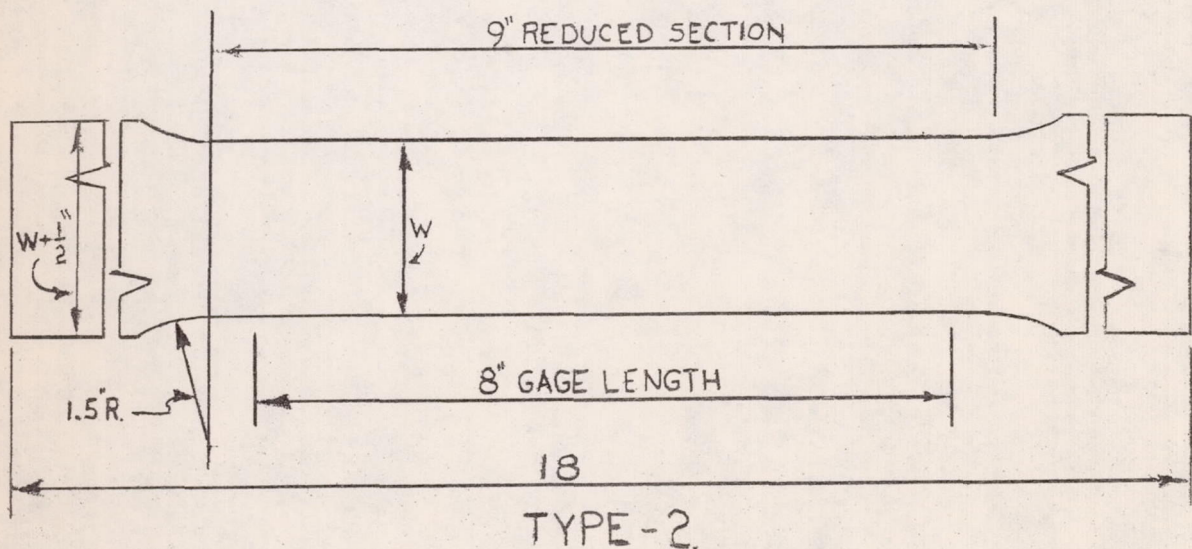 9" REDUCED SECTION
W+1/2"
W
1.5"R.
8" GAGE LENGTH
18
TYPE-2.